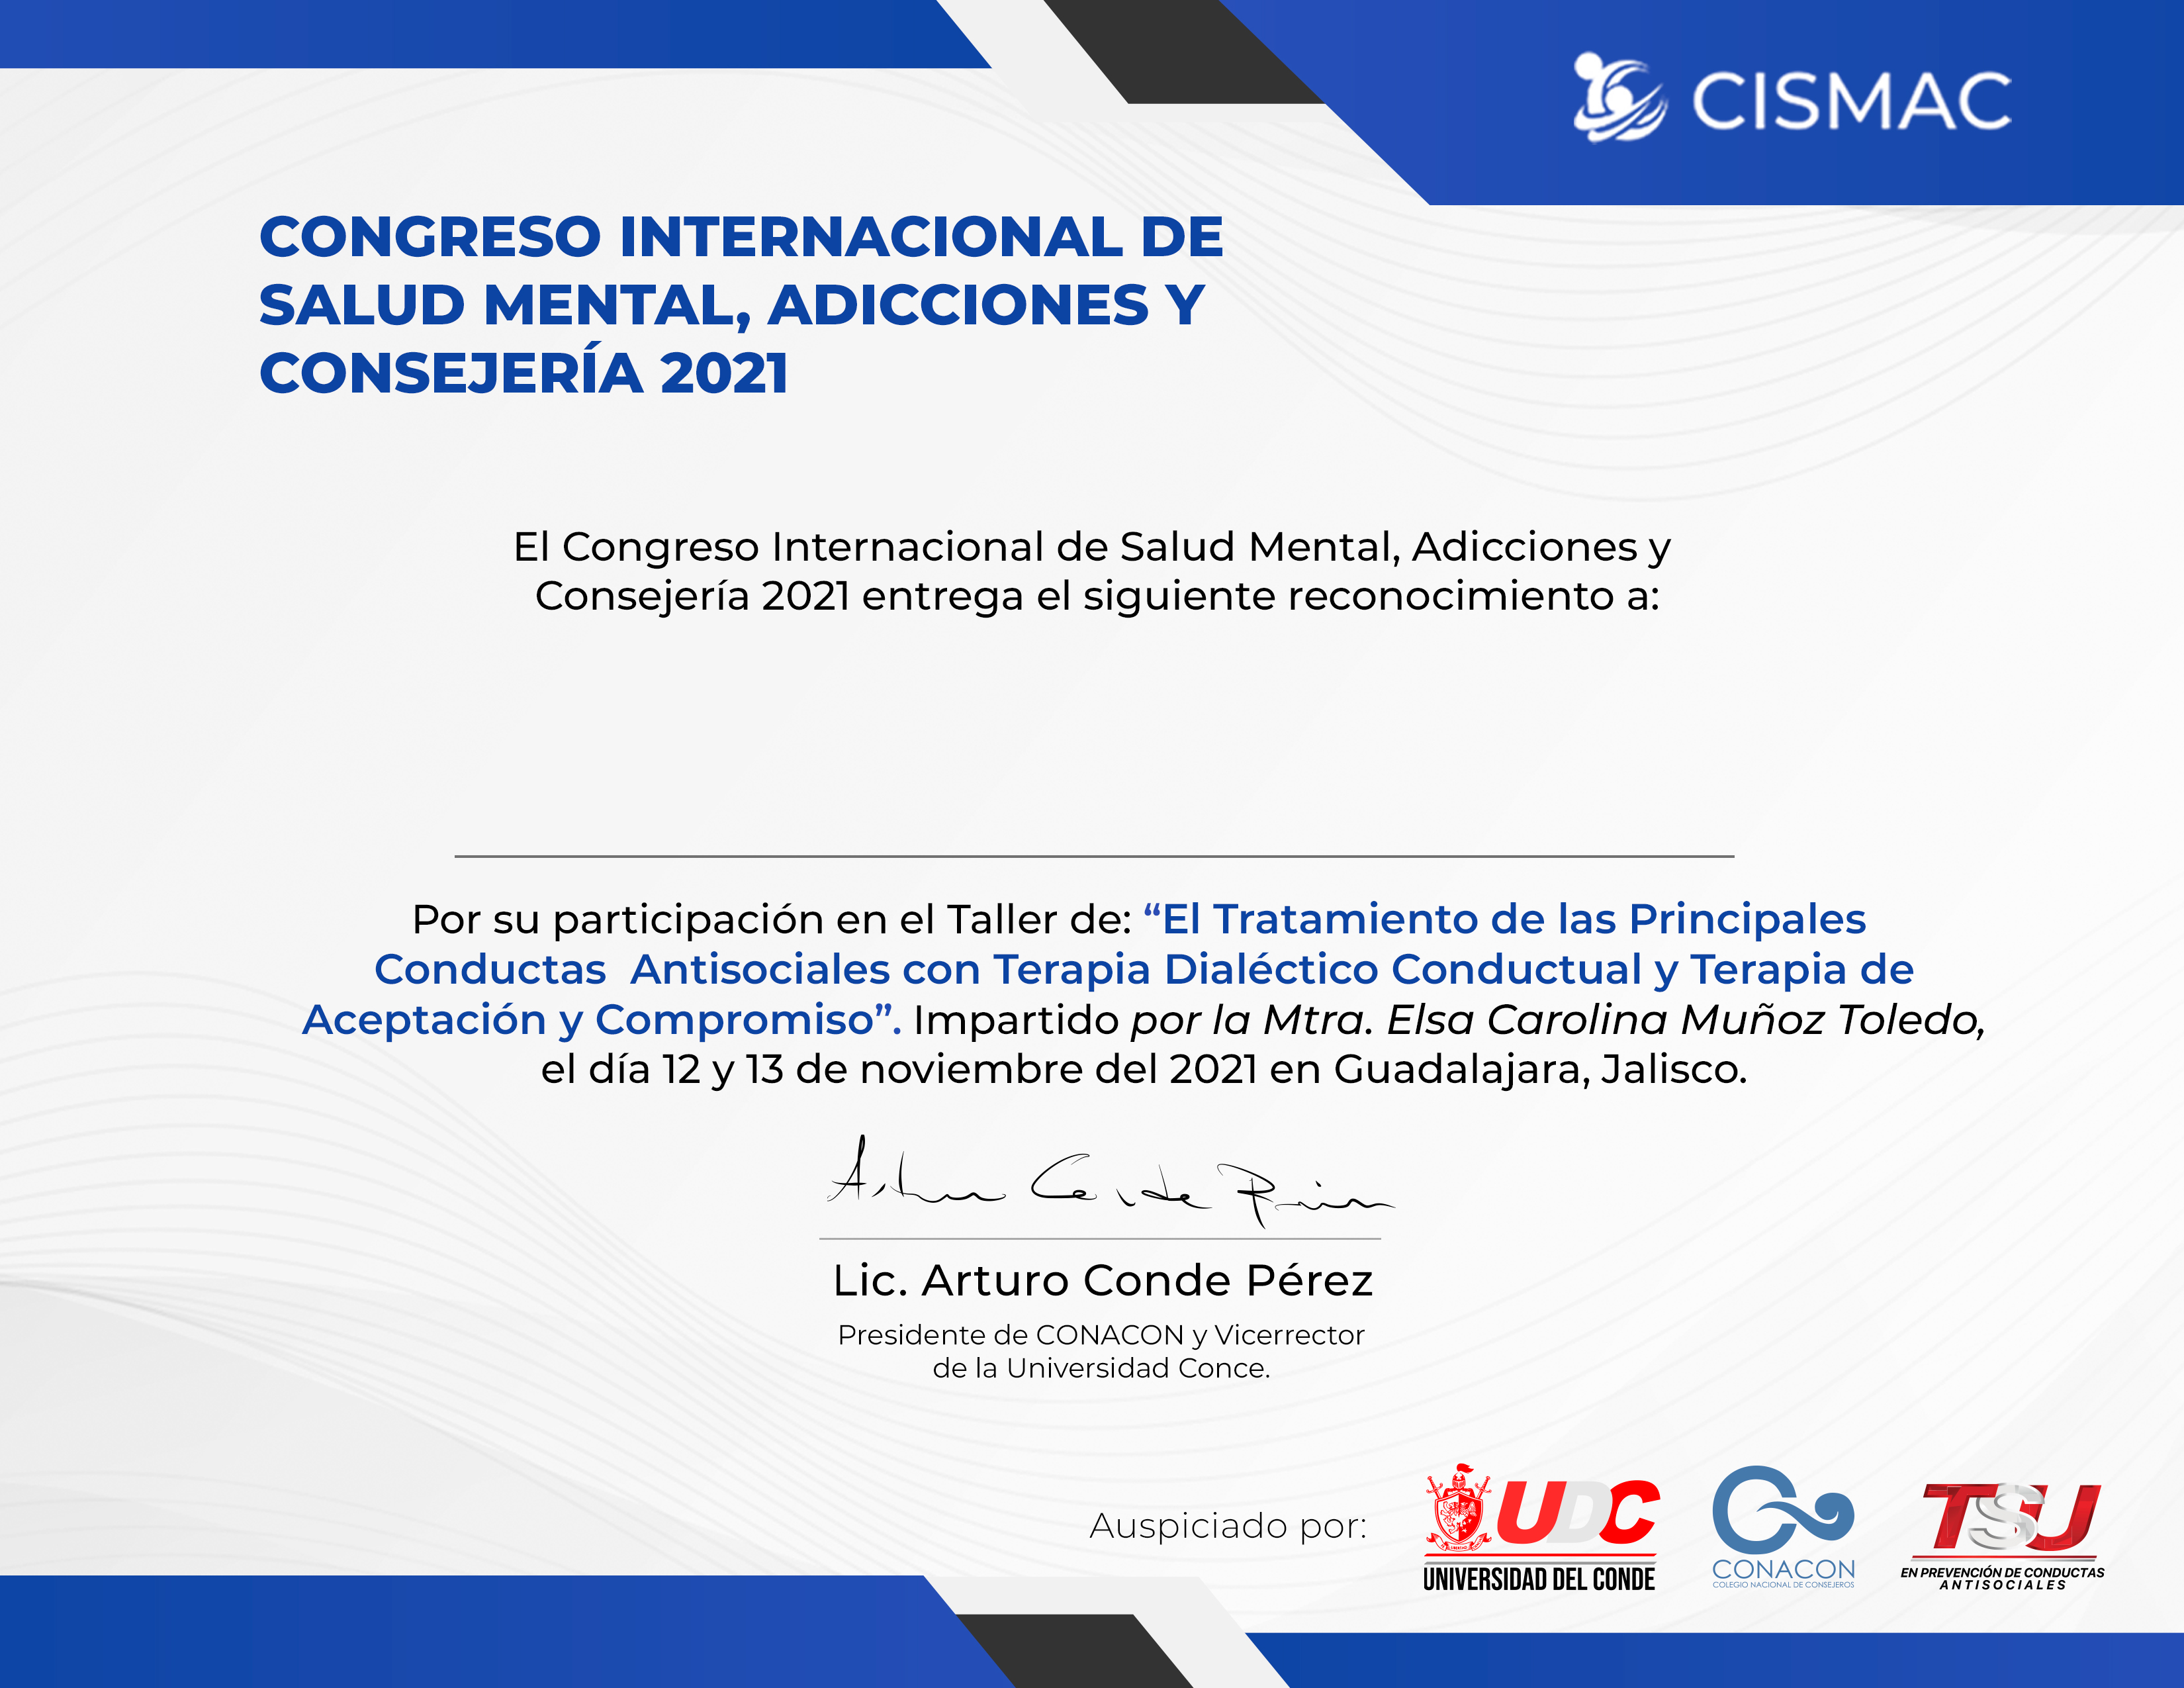 CISMAC
CONGRESO INTERNACIONAL DE
SALUD MENTAL, ADICCIONES Y
CONSEJERÍA 2021
El Congreso Internacional de Salud Mental, Adicciones y
Consejería 2021 entrega el siguiente reconocimiento a:
Por su participación en el Taller de: “El Tratamiento de las Principales
Conductas  Antisociales con Terapia Dialéctico Conductual y Terapia de
Aceptación y Compromiso”. Impartido por la Mtra. Elsa Carolina Muñoz Toledo,
el día 12 y 13 de noviembre del 2021 en Guadalajara, Jalisco.
Lic. Arturo Conde Pérez
Presidente de CONACON y Vicerrector
de la Universidad Conce.
Auspiciado por:
UDC
UNIVERSIDAD DEL CONDE
CONACON
COLEGIO NACIONAL DE CONSEJEROS
TSU
EN PREVENCIÓN DE CONDUCTAS
ANTISOCIALES